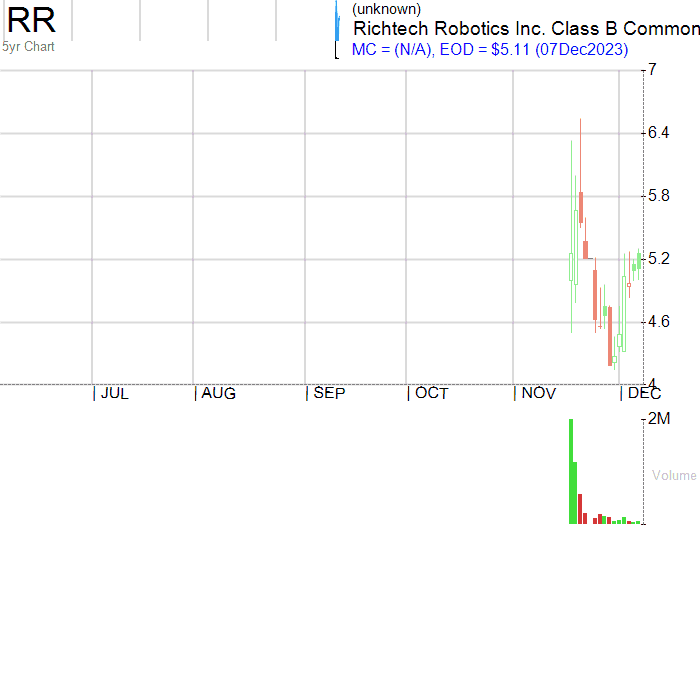 RR
5yr Chart
(unknown)
Richtech Robotics Inc. Class B Common
MC = (N/A), EOD = $5.11 (07Dec2023)
7
6.4
5.8
5.2
4.6
4
JUL AUG SEP OCT NOV DEC
2M
Volume